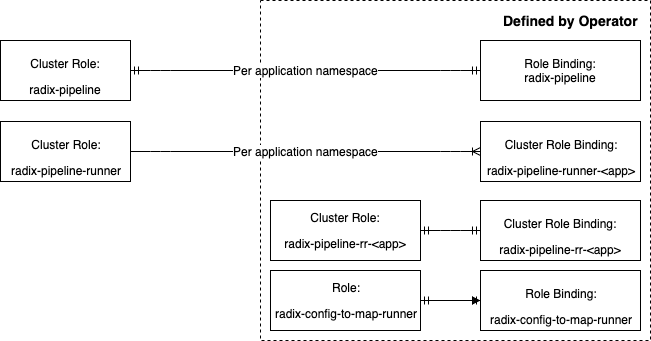 Defined by Operator
Cluster Role:
radix-pipeline
Per application namespace
Role Binding:
radix-pipeline
Cluster Role:
radix-pipeline-runner
Per application namespace
Cluster Role Binding:
radix-pipeline-runner-<app>
Cluster Role:
radix-pipeline-rr-<app>
Cluster Role Binding:
radix-pipeline-rr-<app>
Role:
radix-config-to-map-runner
Role Binding:
radix-config-to-map-runner